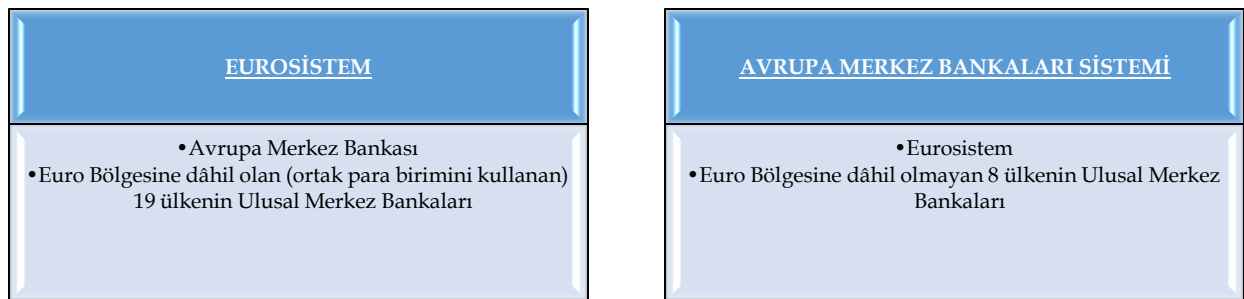 EUROSİSTEM
•Avrupa Merkez Bankası
•Euro Bölgesine dâhil olan (ortak para birimini kullanan)
19 ülkenin Ulusal Merkez Bankaları
AVRUPA MERKEZ BANKALARI SİSTEMİ
•Eurosistem
•Euro Bölgesine dâhil olmayan 8 ülkenin Ulusal Merkez
Bankaları